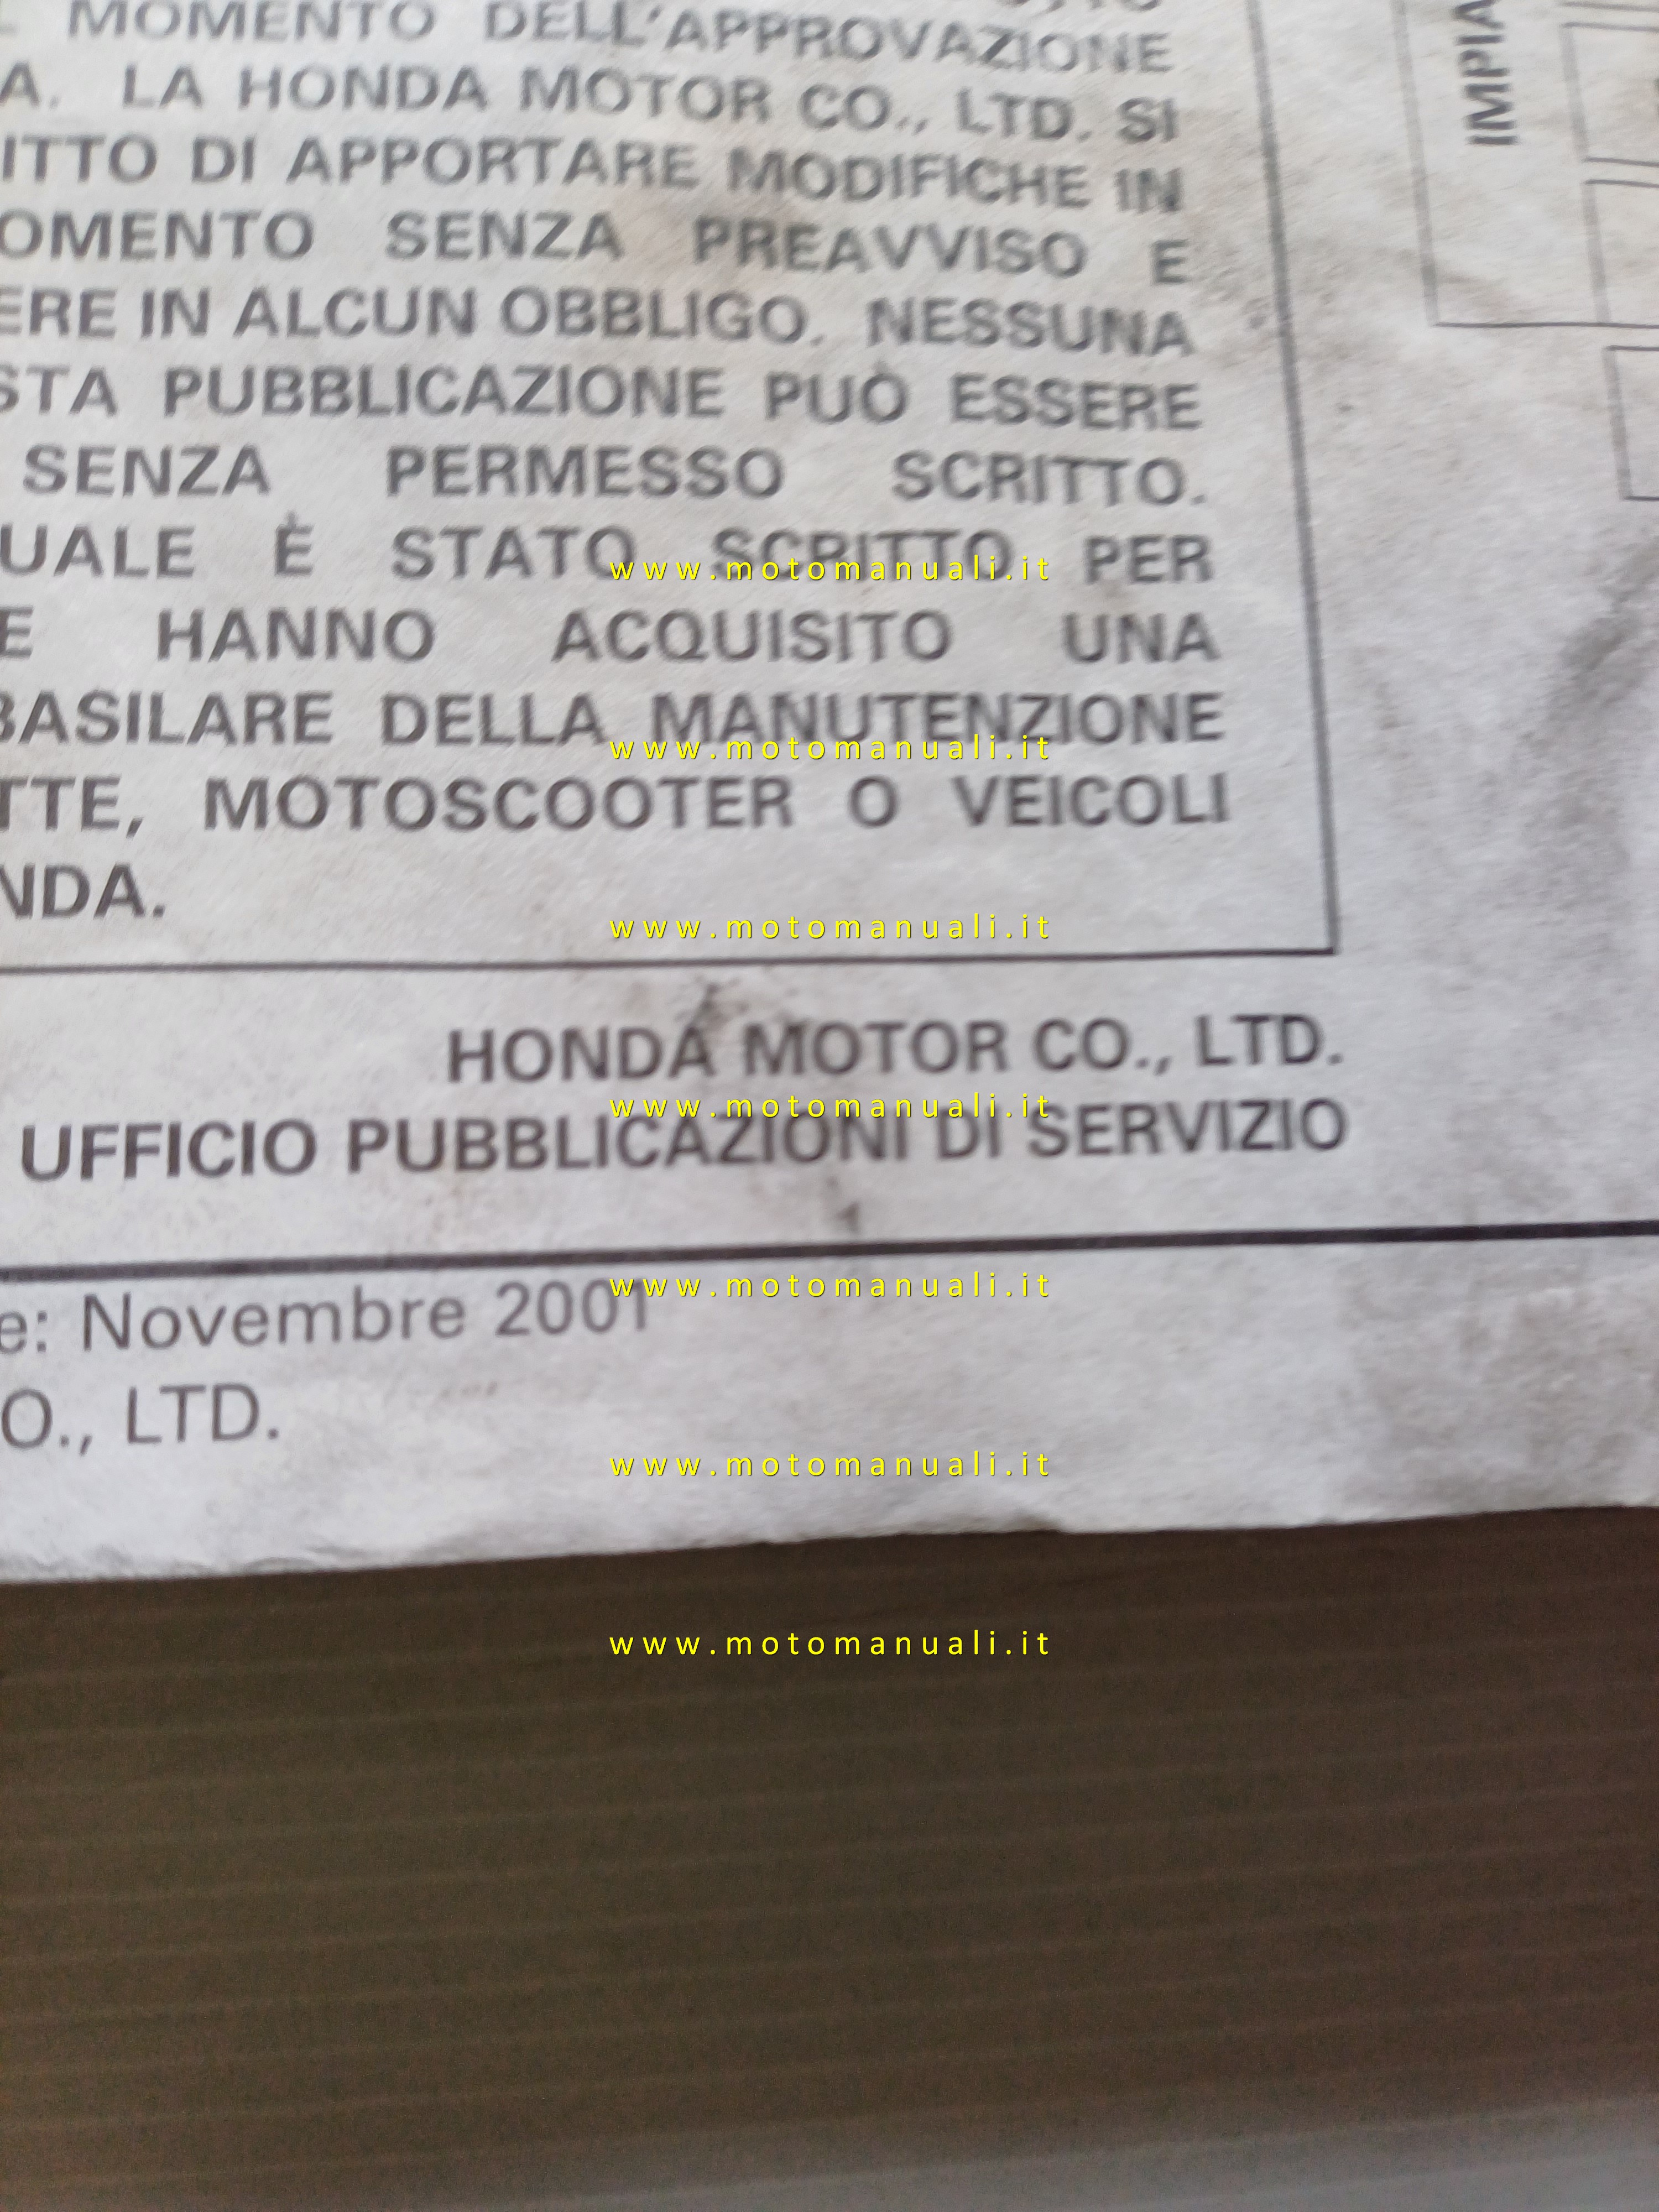 MOMENTO DELL'APPROVAZIONE
A. LA HONDA MOTOR CO., LTD. SI
ITTO DI APPORTARE MODIFICHE IN
OMENTO SENZA PREAVVISO E
ERE IN ALCUN OBBLIGO. NESSUNA
STA PUBBLICAZIONE PUÒ ESSERE
SENZA PERMESSO SCRITTO.
UALE È STATO SCRITTO PER
E HANNO ACQUISITO UNA
BASILARE DELLA MANUTENZIONE
TTE, MOTOSCOOTER O VEICOLI
NDA.
HONDA MOTOR CO., LTD.
UFFICIO PUBBLICAZIONI DI SERVIZIO
e: Novembre 2001
O., LTD.
IMPIA
www.motomanuali.it
www.motomanuali.it
www.motomanuali.it
www.motomanuali.it
www.motomanuali.it
www.motomanuali.it
www.motomanuali.it